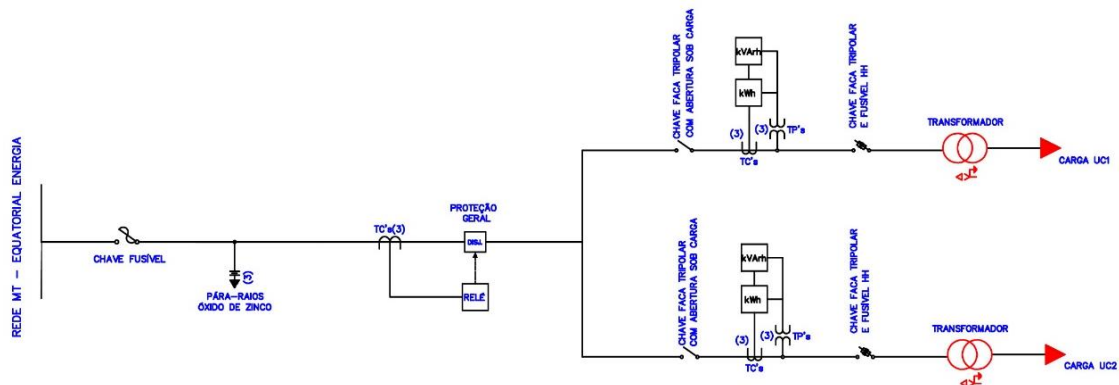 REDE MT - EQUATORIAL ENERGIA
CHAVE FUSÍVEL
(3)
PÁRA-RAIOS
ÓXIDO DE ZINCO
TC's(3)
PROTEÇÃO
GERAL
DISJ.
RELÉ
CHAVE FACA TRIPOLAR
COM ABERTURA SOB CARGA
kVArh
kWh
(3)
TC's
(3)
TP's
CHAVE FACA TRIPOLAR
E FUSÍVEL HH
TRANSFORMADOR
CARGA UC1
CHAVE FACA TRIPOLAR
COM ABERTURA SOB CARGA
kVArh
kWh
(3)
TC's
(3)
TP's
CHAVE FACA TRIPOLAR
E FUSÍVEL HH
TRANSFORMADOR
CARGA UC2